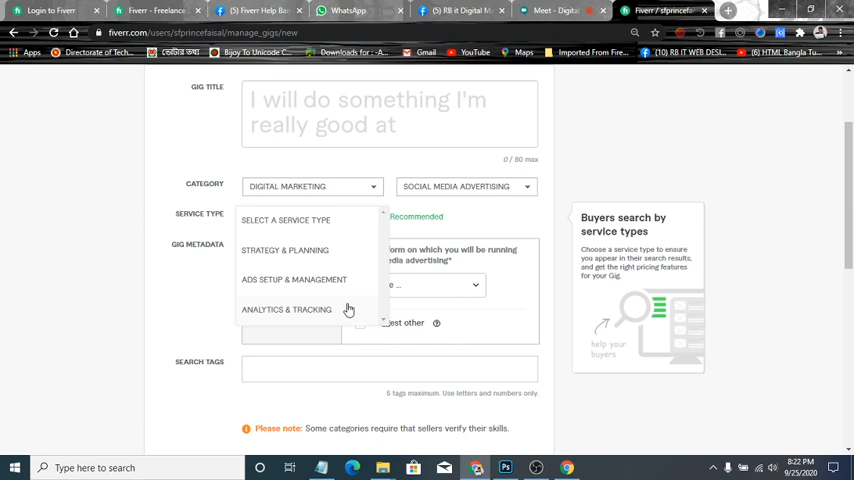 Login to Fiverr
Fiverr - Freelance
(5) Fiverr Help Ban
WhatsApp
(5) RB it Digital M
Meet - Digital
Fiverr / sfprincefaisal
fiverr.com/users/sfprincefaisal/manage_gigs/new
Apps
Directorate of Tech...
ভোটার তথ্য
Bijoy To Unicode C...
Downloads for : -A...
Gmail
YouTube
Maps
Imported From Fire...
(10) RB IT WEB DESI...
(6) HTML Bangla Tu...
GIG TITLE
I will do something I'm
really good at
0 / 80 max
CATEGORY
DIGITAL MARKETING
SOCIAL MEDIA ADVERTISING
SERVICE TYPE
SELECT A SERVICE TYPE
Recommended
Buyers search by
service types
GIG METADATA
STRATEGY & PLANNING
form on which you will be running
edia advertising*
Choose a service type to ensure
you appear in their search results,
and get the right pricing features
for your Gig.
ADS SETUP & MANAGEMENT
e ...
ANALYTICS & TRACKING
est other
help your
buyers
SEARCH TAGS
5 tags maximum. Use letters and numbers only.
Please note: Some categories require that sellers verify their skills.
Type here to search
8:22 PM
9/25/2020